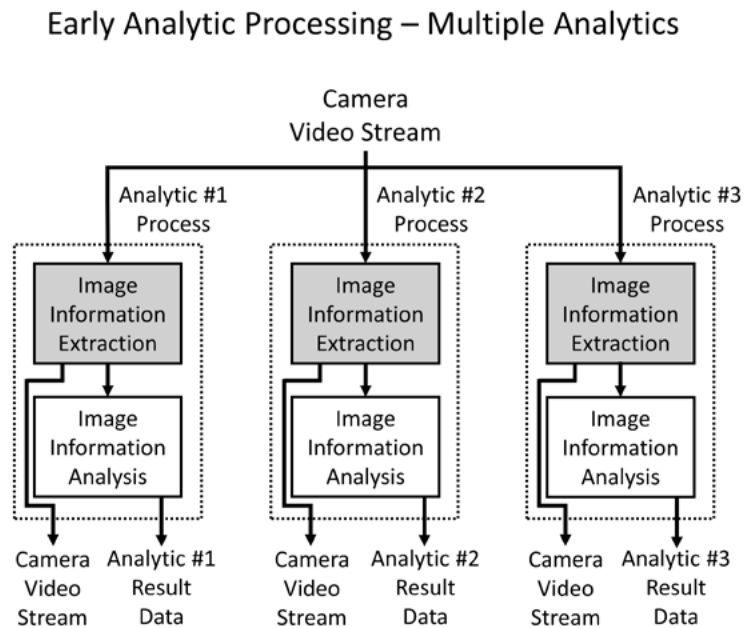 Early Analytic Processing – Multiple Analytics
Camera
Video Stream
Analytic #1
Process
Analytic #2
Process
Analytic #3
Process
Image
Information
Extraction
Image
Information
Extraction
Image
Information
Extraction
Image
Information
Analysis
Image
Information
Analysis
Image
Information
Analysis
Camera
Video
Stream
Analytic #1
Result
Data
Camera
Video
Stream
Analytic #2
Result
Data
Camera
Video
Stream
Analytic #3
Result
Data